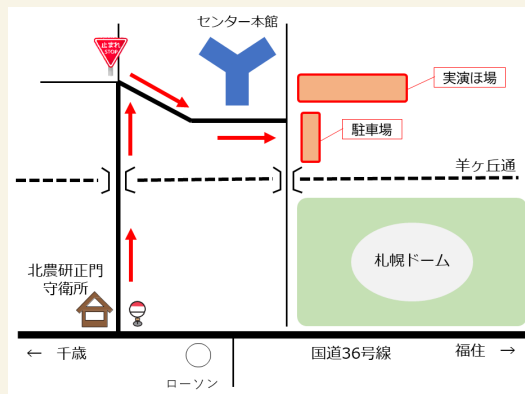 センター本館
止まれ
STOP
実演ほ場
駐車場
羊ヶ丘通
北農研正門
守衛所
札幌ドーム
← 千歳
国道36号線
福住 →
ローソン